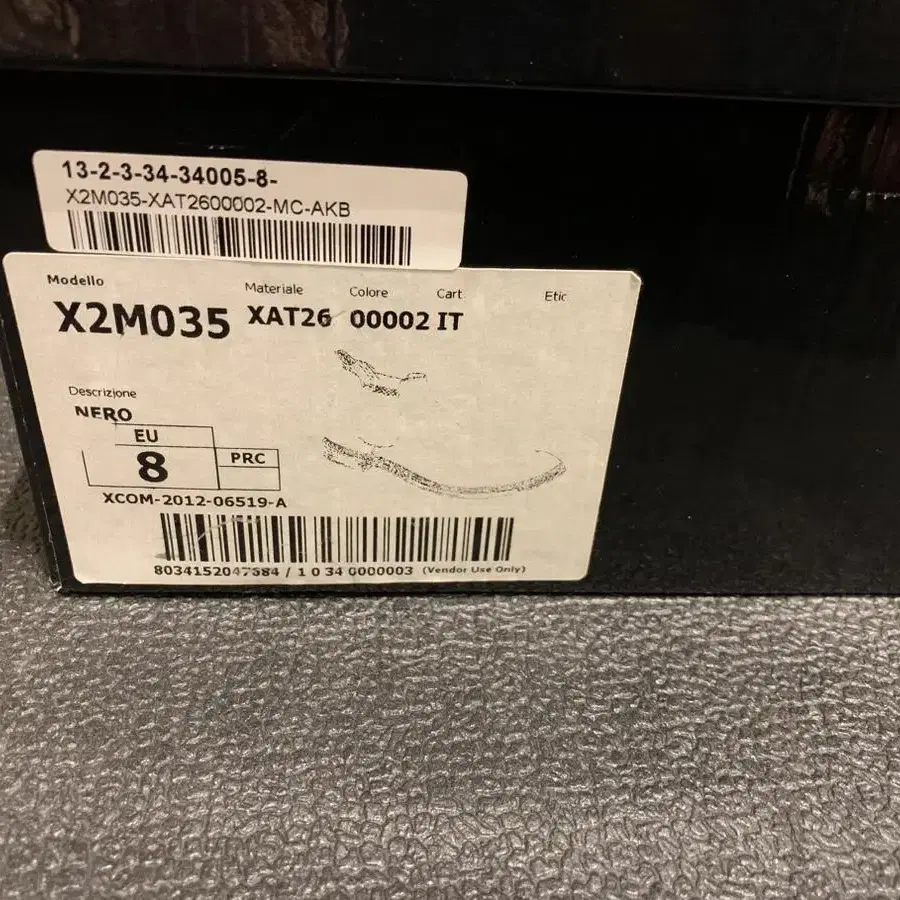 13-2-3-34-34005-8-
X2M035-XAT2600002-MC-AKB
Modello Materiale Colore Cart Etic
X2M035 XAT26 00002 IT
Descrizione
NERO
EU
8 PRC
XCOM-2012-06519-A
8034152047684 / 1 0 34 0000003 (Vendor Use Only)